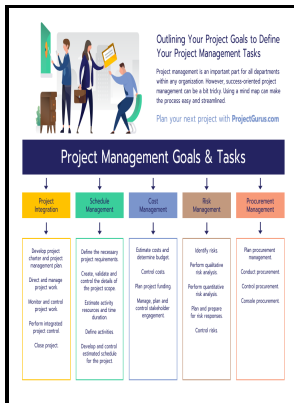 Outlining Your Project Goals to Define
Your Project Management Tasks
Project management is an important part for all departments
within any organization. However, success-oriented project
management can be a bit tricky. Using a mind map can make
the process easy and streamlined.
Plan your next project with ProjectGurus.com
Project Management Goals & Tasks
Project
Integration
Schedule
Management
Cost
Management
Risk
Management
Procurement
Management
Develop project
charter and project
management plan
Direct and manage
project work.
Monitor and control
project work.
Perform integrated
project control.
Close project.
Define the necessary
project requirements.
Create, validate and
control the details of
the project scope.
Estimate activity
resources and time
duration
Define activities.
Develop and control
estimated schedule
for the project
Estimate costs and
determine budget.
Control costs.
Plan project funding
Manage, plan and
control stakeholder
engagement.
Identify risks.
Perform qualitative
risk analysis.
Perform quantitative
risk analysis.
Plan and prepare
for risk responses.
Control risks.
Plan procurement
management.
Conduct procurement.
Control procurement.
Console procurement.